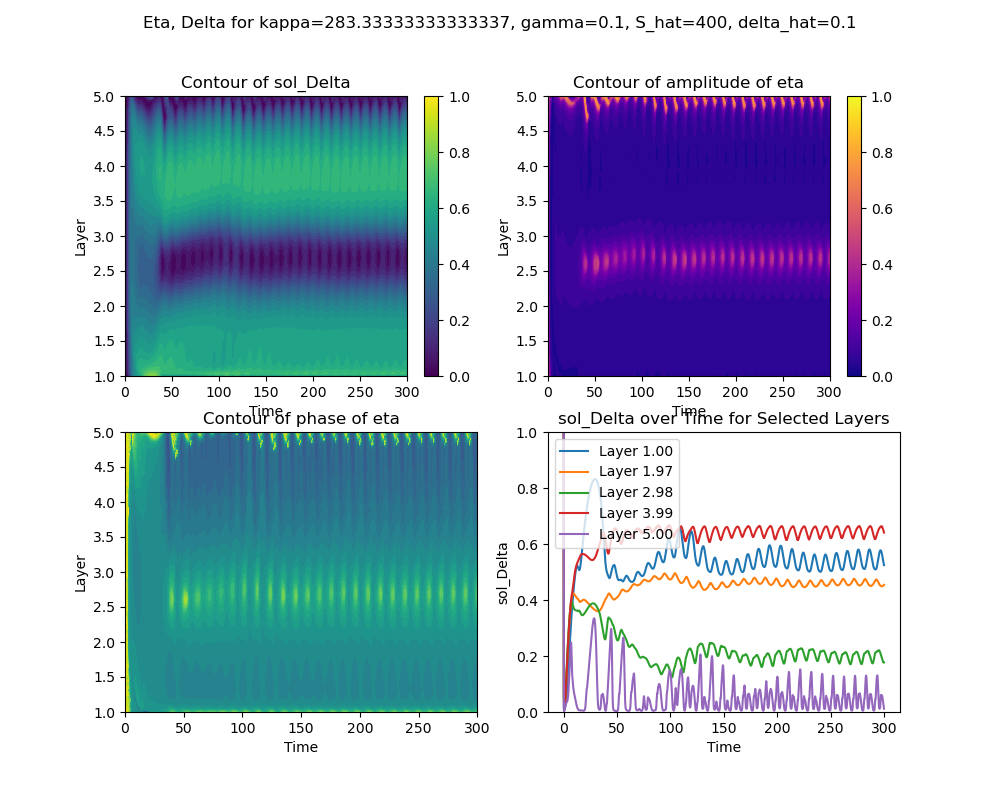 Eta, Delta for kappa=283.33333333333337, gamma=0.1, S_hat=400, delta_hat=0.1
Contour of sol_Delta
5.0
4.5
4.0
3.5
3.0
2.5
2.0
1.5
1.0
Layer
0 50 100 150 200 250 300
Time
1.0
0.8
0.6
0.4
0.2
0.0
Contour of amplitude of eta
5.0
4.5
4.0
3.5
3.0
2.5
2.0
1.5
1.0
Layer
0 50 100 150 200 250 300
Time
1.0
0.8
0.6
0.4
0.2
0.0
Contour of phase of eta
5.0
4.5
4.0
3.5
3.0
2.5
2.0
1.5
1.0
Layer
0 50 100 150 200 250 300
Time
sol_Delta over Time for Selected Layers
1.0
0.8
0.6
0.4
0.2
0.0
sol_Delta
Layer 1.00
Layer 1.97
Layer 2.98
Layer 3.99
Layer 5.00
0 50 100 150 200 250 300
Time